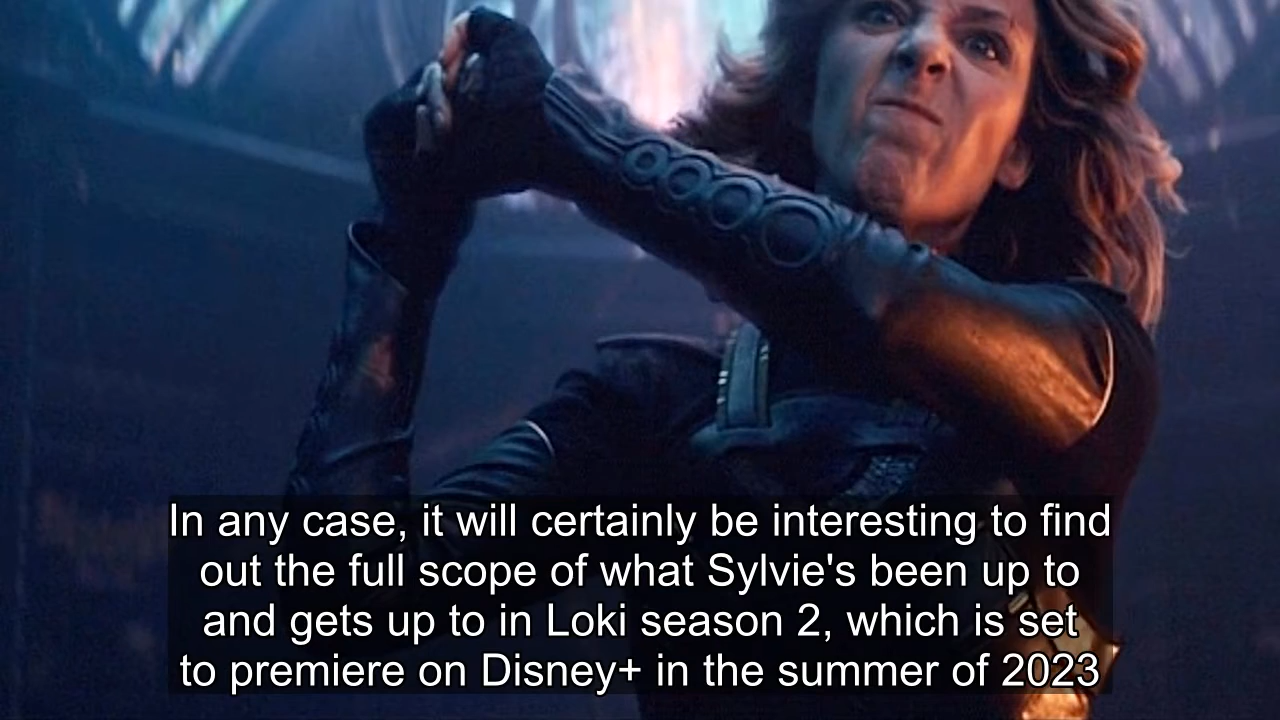 In any case, it will certainly be interesting to find
out the full scope of what Sylvie's been up to
and gets up to in Loki season 2, which is set
to premiere on Disney+ in the summer of 2023